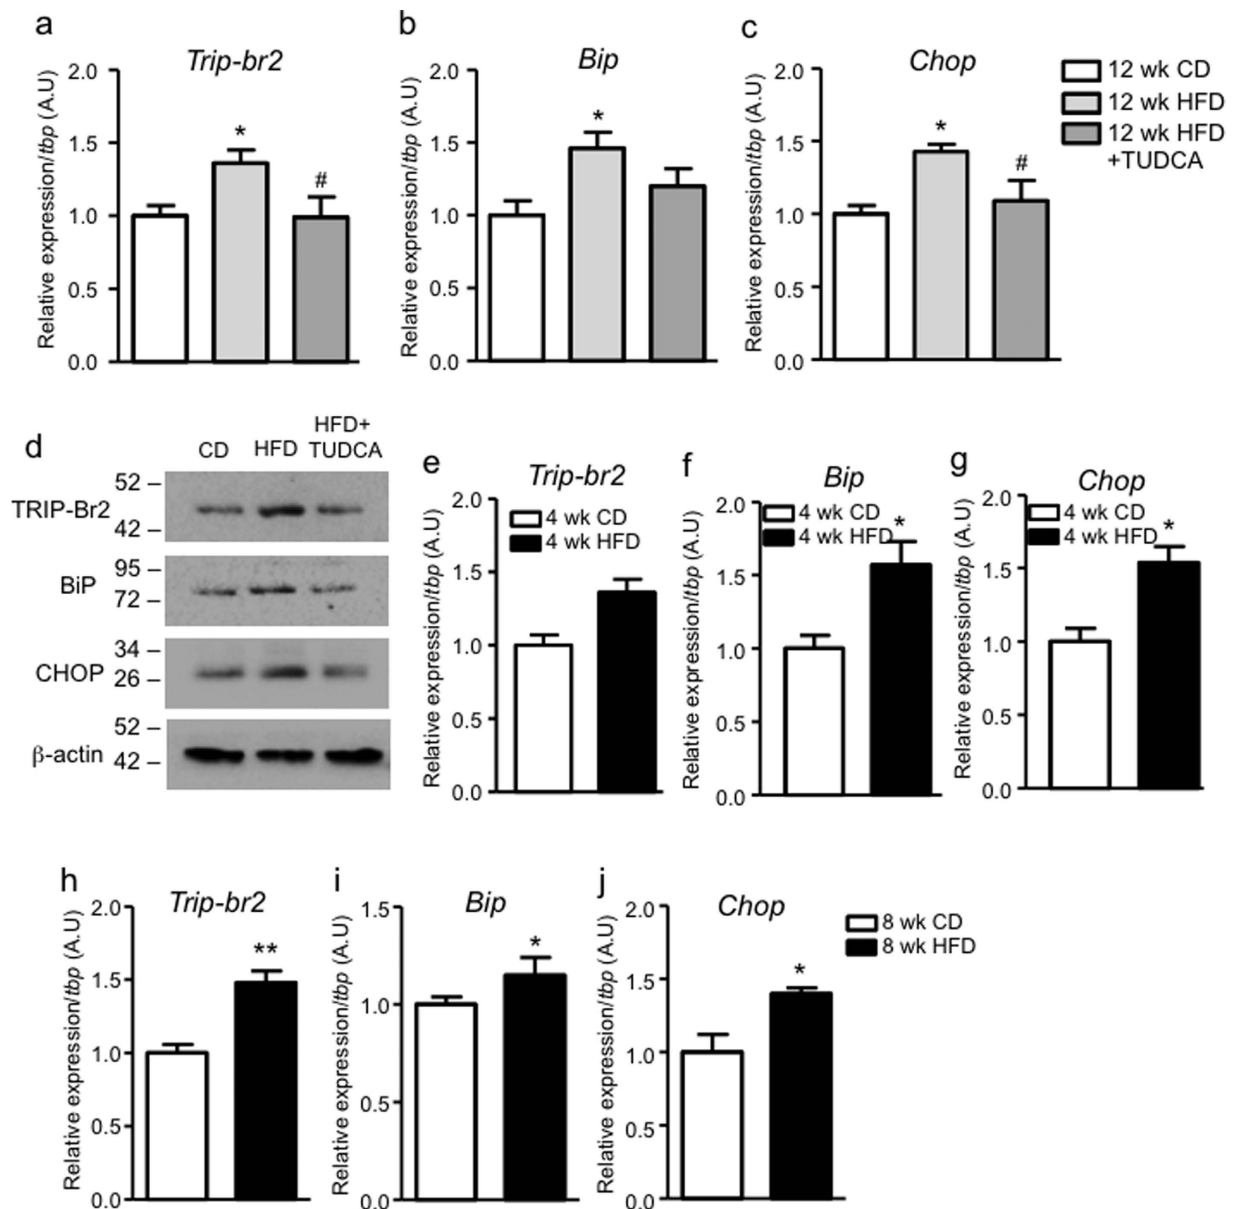 a
Trip-br2
Relative expression/tbp (A.U)
2.0
1.5
1.0
0.5
0.0
*
#
b
Bip
Relative expression/tbp (A.U)
2.0
1.5
1.0
0.5
0.0
*
c
Chop
Relative expression/tbp (A.U)
2.0
1.5
1.0
0.5
0.0
*
#
12 wk CD
12 wk HFD
12 wk HFD
+TUDCA
d
CD
HFD
HFD+
TUDCA
TRIP-Br2
52 –
42 –
BiP
95 –
72 –
CHOP
34 –
26 –
β-actin
52 –
42 –
e
Trip-br2
Relative expression/tbp (A.U)
2.0
1.5
1.0
0.5
0.0
4 wk CD
4 wk HFD
f
Bip
Relative expression/tbp (A.U)
2.0
1.5
1.0
0.5
0.0
4 wk CD
4 wk HFD
*
g
Chop
Relative expression/tbp (A.U)
2.0
1.5
1.0
0.5
0.0
4 wk CD
4 wk HFD
*
h
Trip-br2
Relative expression/tbp (A.U)
2.0
1.5
1.0
0.5
0.0
**
i
Bip
Relative expression/tbp (A.U)
1.5
1.0
0.5
0.0
*
j
Chop
Relative expression/tbp (A.U)
2.0
1.5
1.0
0.5
0.0
*
8 wk CD
8 wk HFD